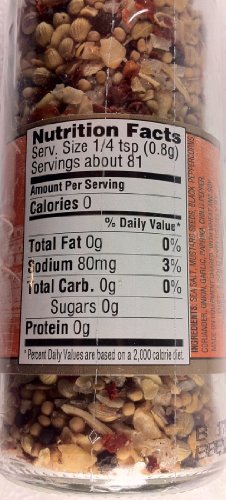 Nutrition Facts
Serv. Size 1/4 tsp (0.8g)
Servings about 81
Amount Per Serving
Calories 0
% Daily Value*
Total Fat 0g 0%
Sodium 80mg 3%
Total Carb. 0g 0%
Sugars 0g
Protein 0g
*Percent Daily Values are based on a 2,000 calorie diet.
INGREDIENTS: SEA SALT, MUSTARD SEEDS, BLACK PEPPERCORNS,
CORIANDER, ONION, GARLIC, PAPRIKA, CHILLI PEPPER